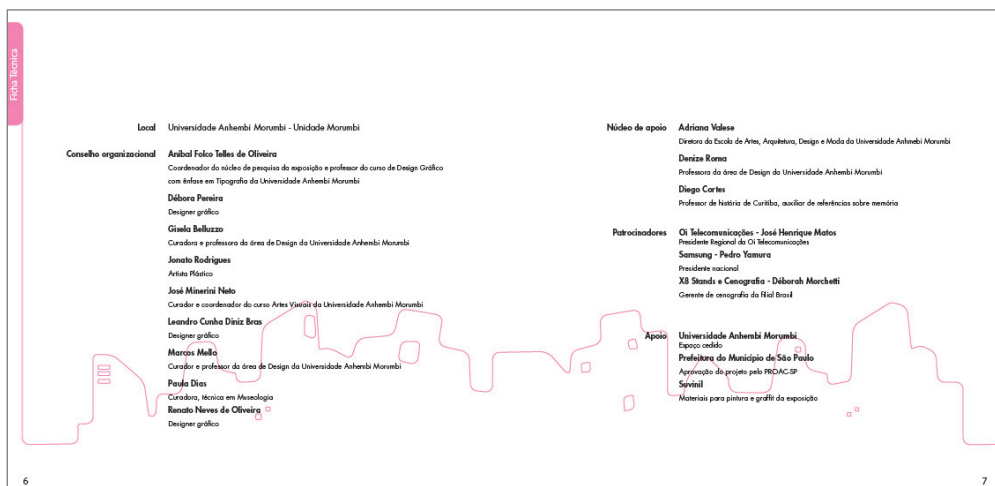 Ficha Técnica
Local Universidade Anhembi Morumbi - Unidade Morumbi
Conselho organizacional Aníbal Folco Telles de Oliveira
Coordenador do núcleo de pesquisa da exposição e professor do curso de Design Gráfico
com ênfase em Tipografia da Universidade Anhembi Morumbi
Débora Pereira
Designer gráfico
Gisela Belluzzo
Curadora e professora da área de Design da Universidade Anhembi Morumbi
Jonato Rodrigues
Artista Plástico
José Minerini Neto
Curador e coordenador do curso Artes Visuais da Universidade Anhembi Morumbi
Leandro Cunha Diniz Bras
Designer gráfico
Marcos Mello
Curador e professor da área de Design da Universidade Anhembi Morumbi
Paula Dias
Curadora, técnica em Museologia
Renato Neves de Oliveira
Designer gráfico
6
Núcleo de apoio Adriana Valese
Diretora da Escola de Artes, Arquitetura, Design e Moda da Universidade Anhmebi Morumbi
Denize Roma
Professora da área de Design da Universidade Anhembi Morumbi
Diego Cortes
Professor de história de Curitiba, auxiliar de referências sobre memória
Patrocinadores Oi Telecomunicações - José Henrique Matos
Presidente Regional da Oi Telecomunicações
Samsung - Pedro Yamura
Presidente nacional
X8 Stands e Cenografia - Déborah Morchetti
Gerente de cenografia da filial Brasil
Apoio Universidade Anhembi Morumbi
Espaço cedido
Prefeitura do Município de São Paulo
Aprovação do projeto pelo PROAC-SP
Suvinil
Materiais para pintura e graffit da exposição
7